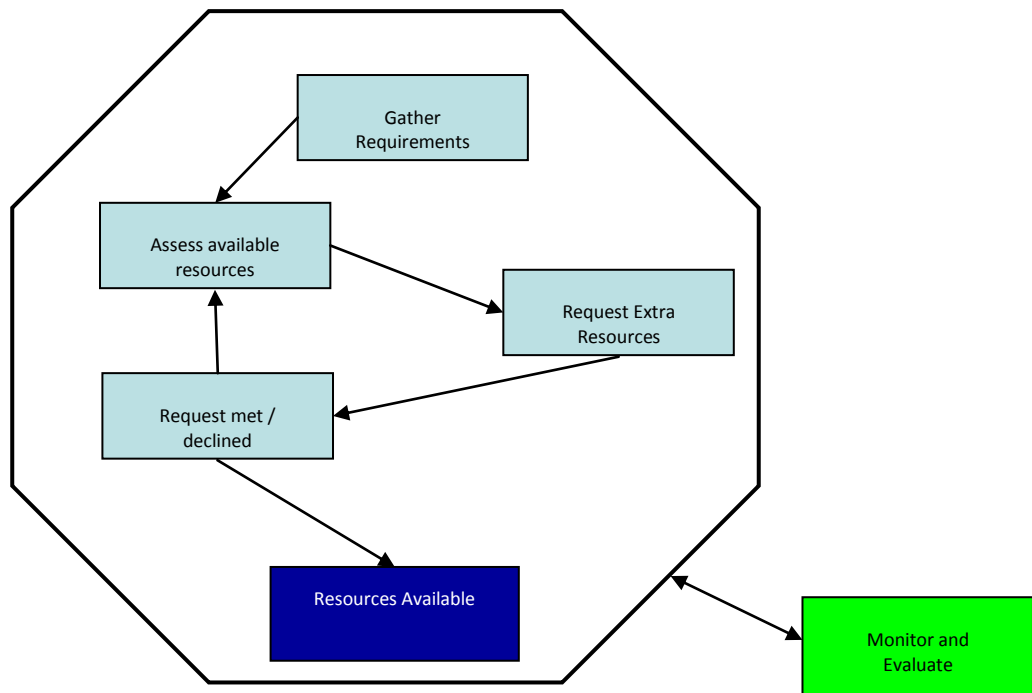 Gather
Requirements
Assess available
resources
Request Extra
Resources
Request met /
declined
Resources Available
Monitor and
Evaluate